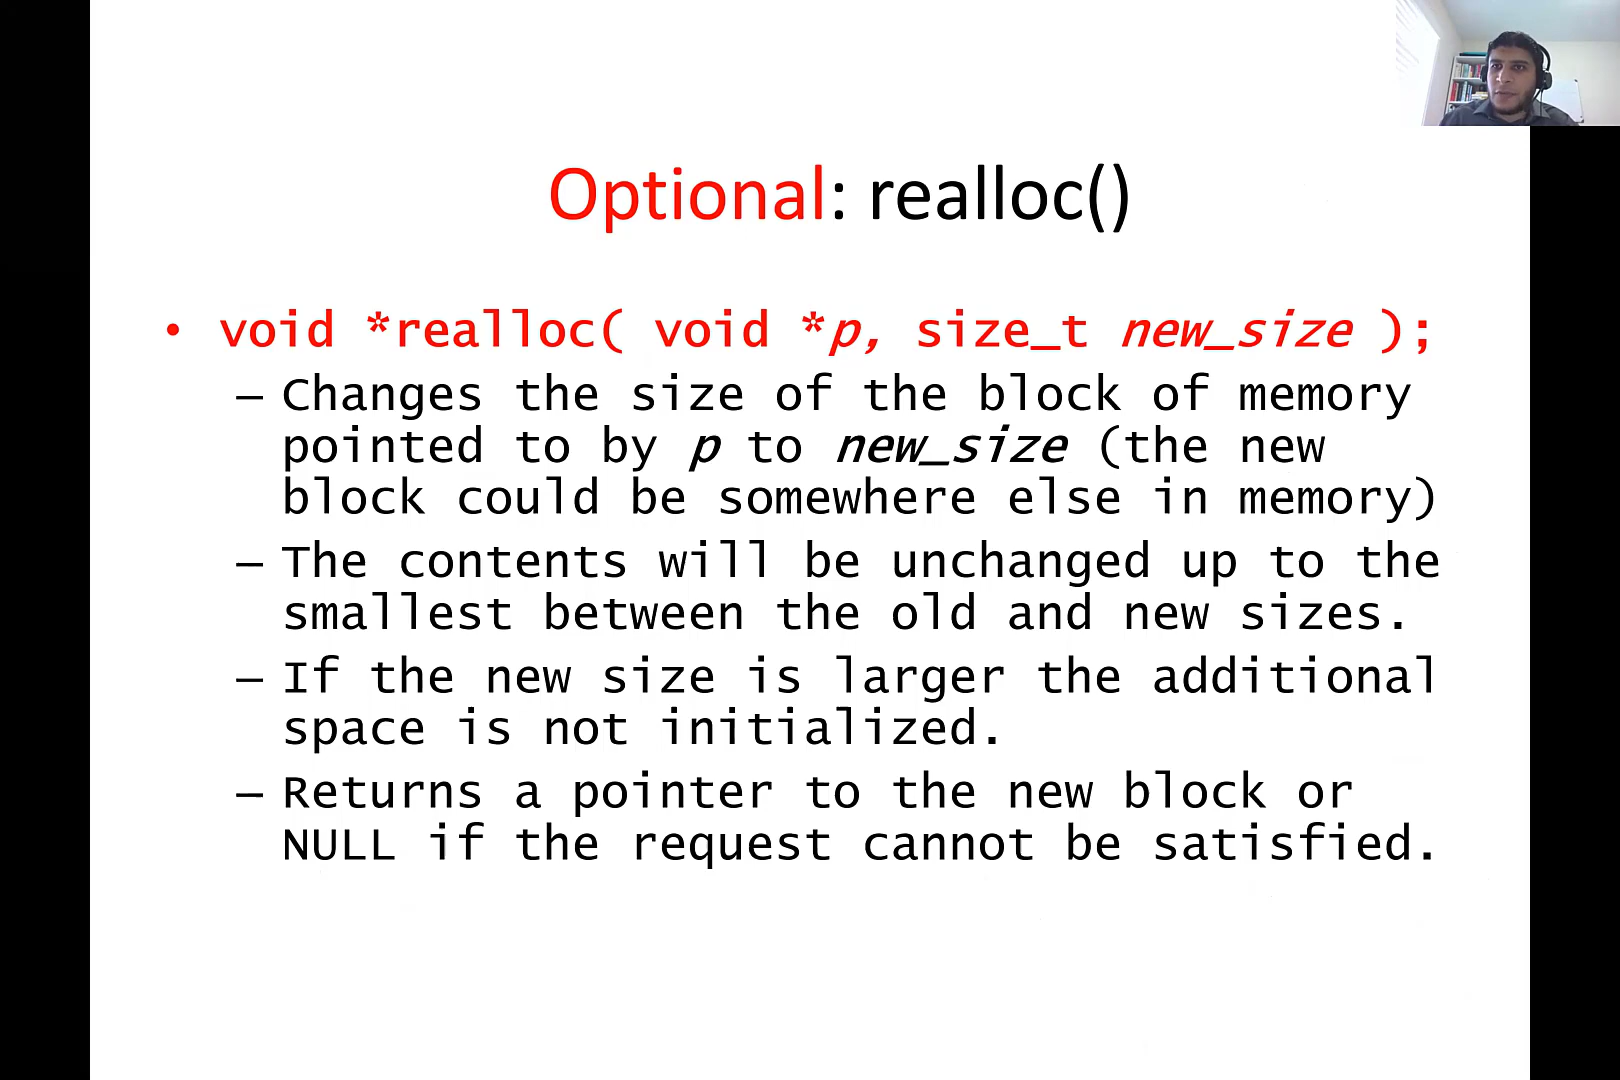 Optional: realloc()
• void *realloc( void *p, size_t new_size );
– Changes the size of the block of memory
pointed to by p to new_size (the new
block could be somewhere else in memory)
– The contents will be unchanged up to the
smallest between the old and new sizes.
– If the new size is larger the additional
space is not initialized.
– Returns a pointer to the new block or
NULL if the request cannot be satisfied.